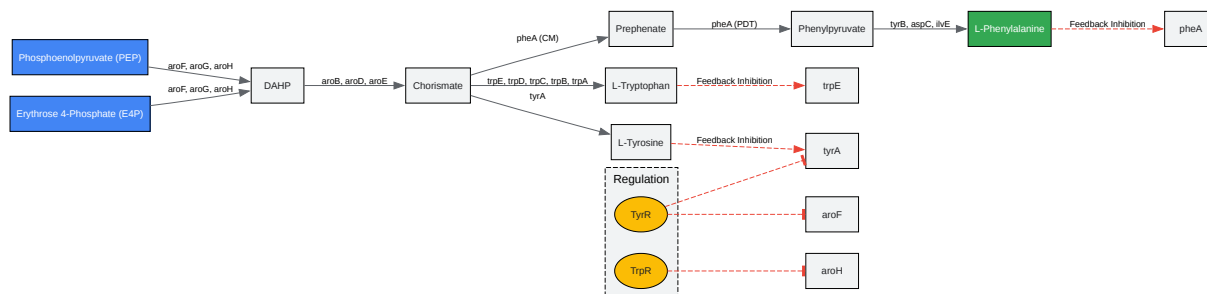 Phosphoenolpyruvate (PEP)
Erythrose 4-Phosphate (E4P)
aroF, aroG, aroH
aroF, aroG, aroH
DAHP
aroB, aroD, aroE
Chorismate
pheA (CM)
trpE, trpD, trpC, trpB, trpA
tyrA
Prephenate
pheA (PDT)
Phenylpyruvate
tyrB, aspC, ilvE
L-Phenylalanine
Feedback Inhibition
pheA
L-Tryptophan
Feedback Inhibition
trpE
L-Tyrosine
Feedback Inhibition
tyrA
Regulation
TyrR
aroF
TrpR
aroH